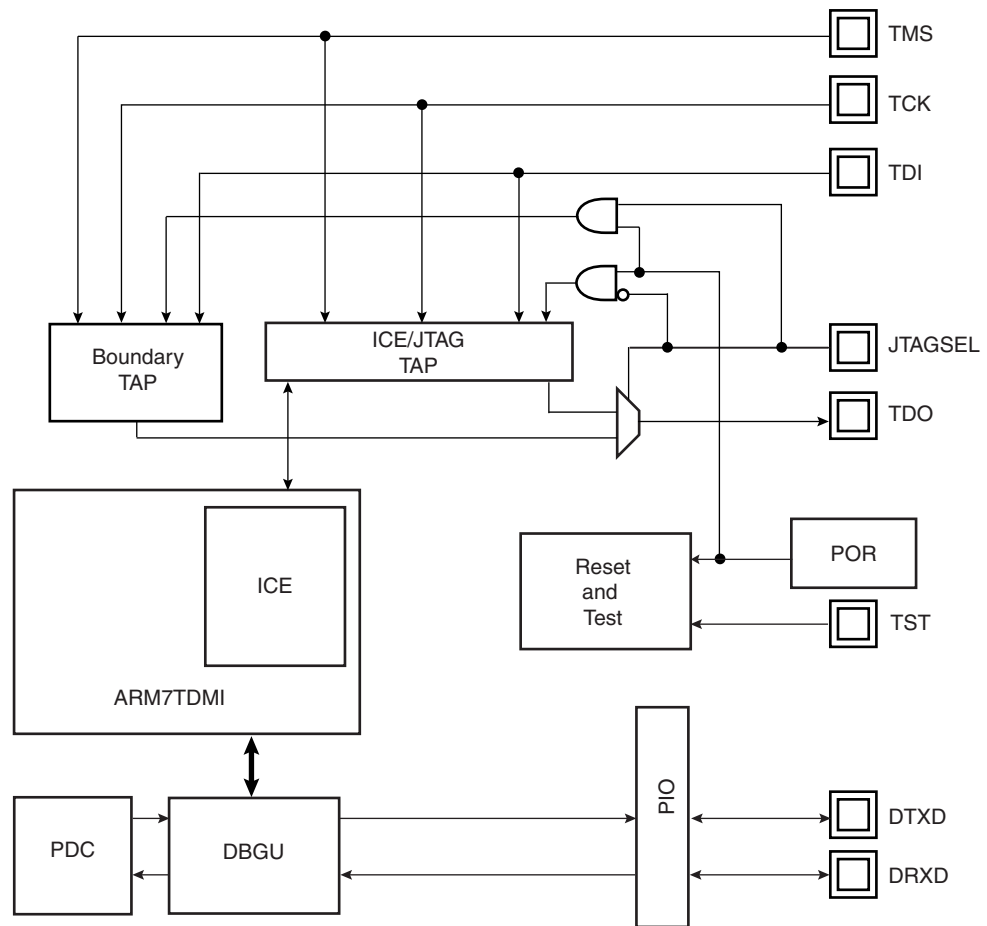 TMS
TCK
TDI
Boundary
TAP
ICE/JTAG
TAP
JTAGSEL
TDO
ICE
ARM7TDMI
Reset
and
Test
POR
TST
PIO
PDC
DBGU
DTXD
DRXD